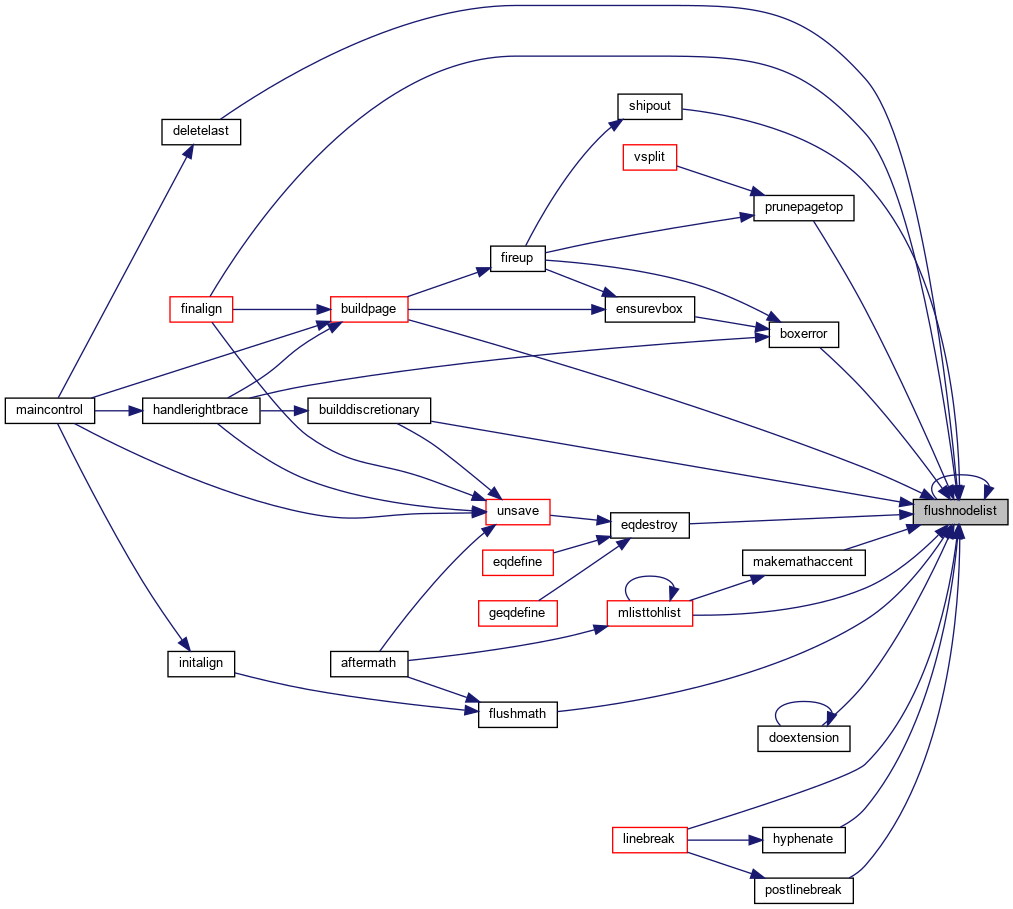 shipout
deletelast
vsplit
prunepagetop
fireup
finalign
buildpage
ensurevbox
boxerror
maincontrol
handlerightbrace
builddiscretionary
unsave
flushnodelist
eqdestroy
eqdefine
makemathaccent
geqdefine
mlisttohlist
initalign
aftermath
flushmath
doextension
linebreak
hyphenate
postlinebreak